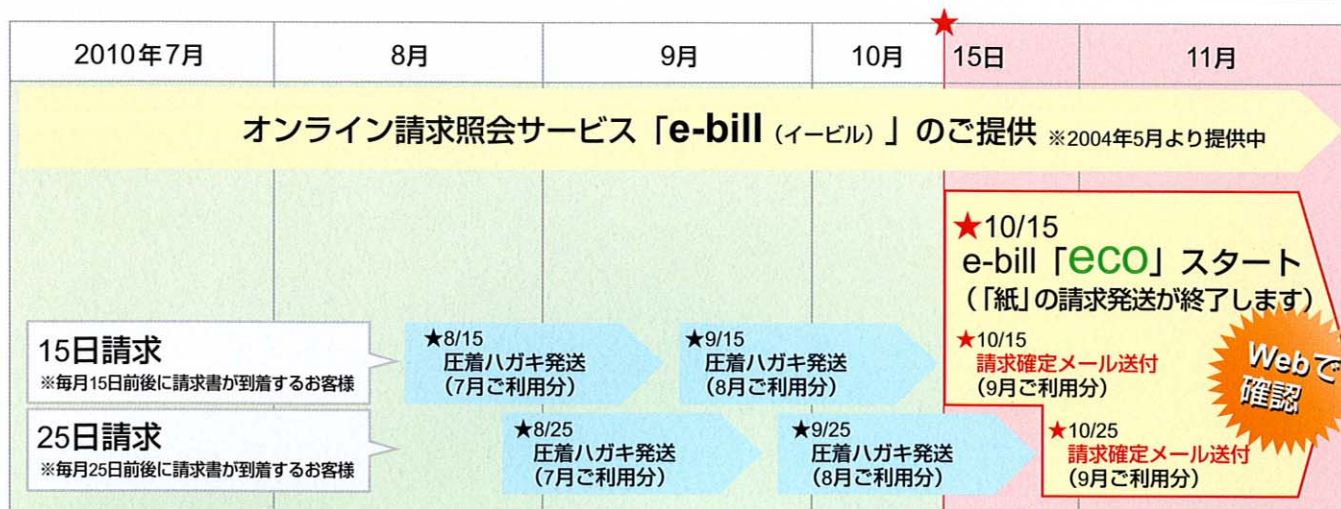 ★
2010年7月 8月 9月 10月 15日 11月
オンライン請求照会サービス「e-bill（イービル）」のご提供 ※2004年5月より提供中
★10/15
e-bill「eco」スタート
（「紙」の請求発送が終了します）
15日請求
※毎月15日前後に請求書が到着するお客様
★8/15
圧着ハガキ発送
（7月ご利用分）
★9/15
圧着ハガキ発送
（8月ご利用分）
★10/15
請求確定メール送付
（9月ご利用分）
Webで
確認
25日請求
※毎月25日前後に請求書が到着するお客様
★8/25
圧着ハガキ発送
（7月ご利用分）
★9/25
圧着ハガキ発送
（8月ご利用分）
★10/25
請求確定メール送付
（9月ご利用分）